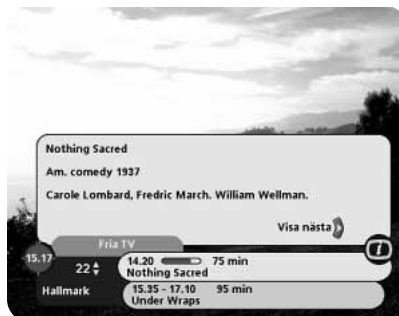 Nothing Sacred
Am. comedy 1937
Carole Lombard, Fredric March. William Wellman.
Visa nästa
i
Fria TV
15.17
22
14.20 75 min
Nothing Sacred
Hallmark
15.35 - 17.10 95 min
Under Wraps